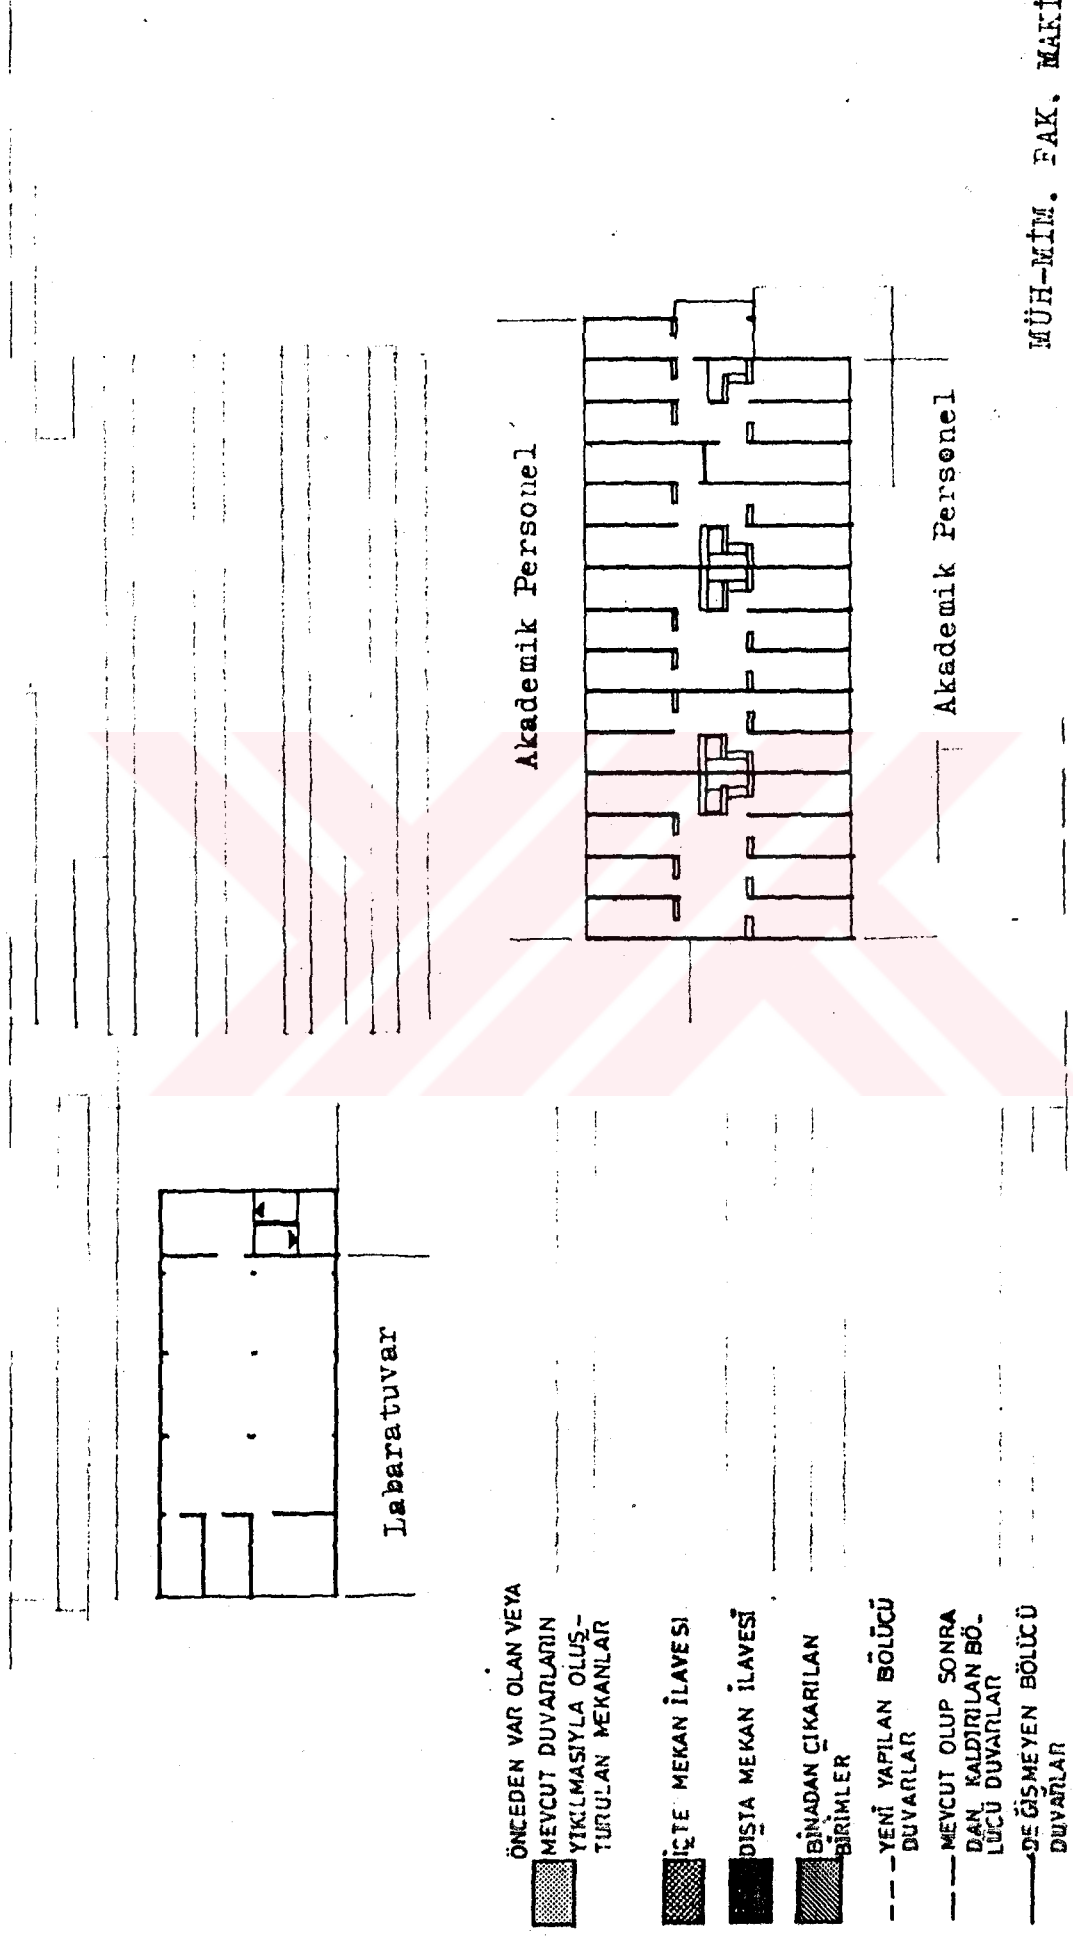 MÜH-MİM. FAK. MAKİ
Akademik Personel
Akademik Personel
Labaratuvar
ÖNCEDEN VAR OLAN VEYA
MEVCUT DUVARLARIN
YIKILMASIYLA OLUŞ-
TURULAN MEKANLAR
İÇTE MEKAN İLAVESİ
DIŞTA MEKAN İLAVESİ
BİNADAN ÇIKARILAN
BİRİMLER
YENİ YAPILAN BÖLÜCÜ
DUVARLAR
MEVCUT OLUP SONRA
DAN KALDIRILAN BÖ-
LÜCÜ DUVARLAR
DEĞİŞMEYEN BÖLÜCÜ
DUVARLAR